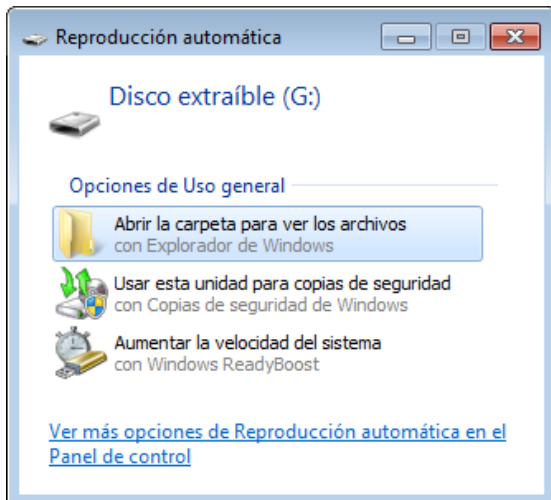 Reproducción automática
Disco extraíble (G:)
Opciones de Uso general
Abrir la carpeta para ver los archivos
con Explorador de Windows
Usar esta unidad para copias de seguridad
con Copias de seguridad de Windows
Aumentar la velocidad del sistema
con Windows ReadyBoost
Ver más opciones de Reproducción automática en el
Panel de control